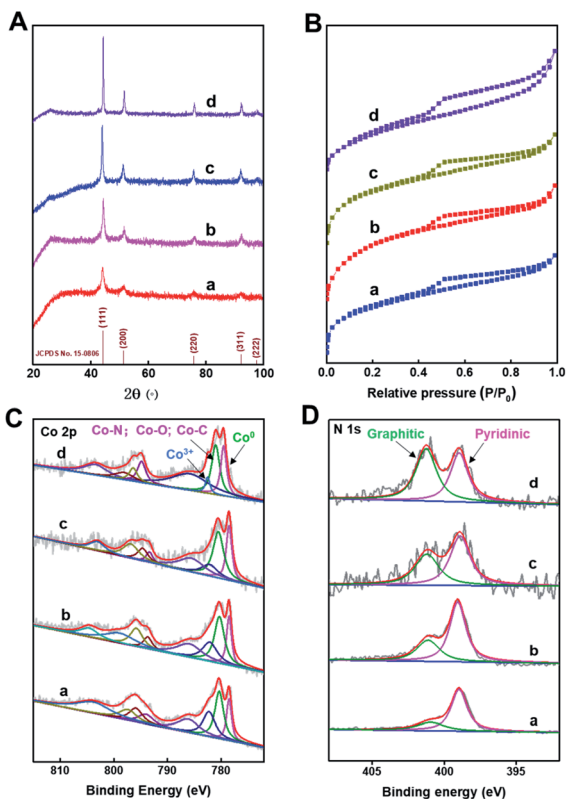 A
d
c
b
a
(111)
(200)
(220)
(311)
(222)
JCPDS No. 15-0806
20 40 60 80 100
2θ (°)
B
d
c
b
a
0.0 0.2 0.4 0.6 0.8 1.0
Relative pressure (P/P0)
C
Co 2p
Co-N; Co-O; Co-C
Co0
Co3+
d
c
b
a
810 800 790 780
Binding Energy (eV)
D
N 1s
Graphitic
Pyridinic
d
c
b
a
405 400 395
Binding energy (eV)